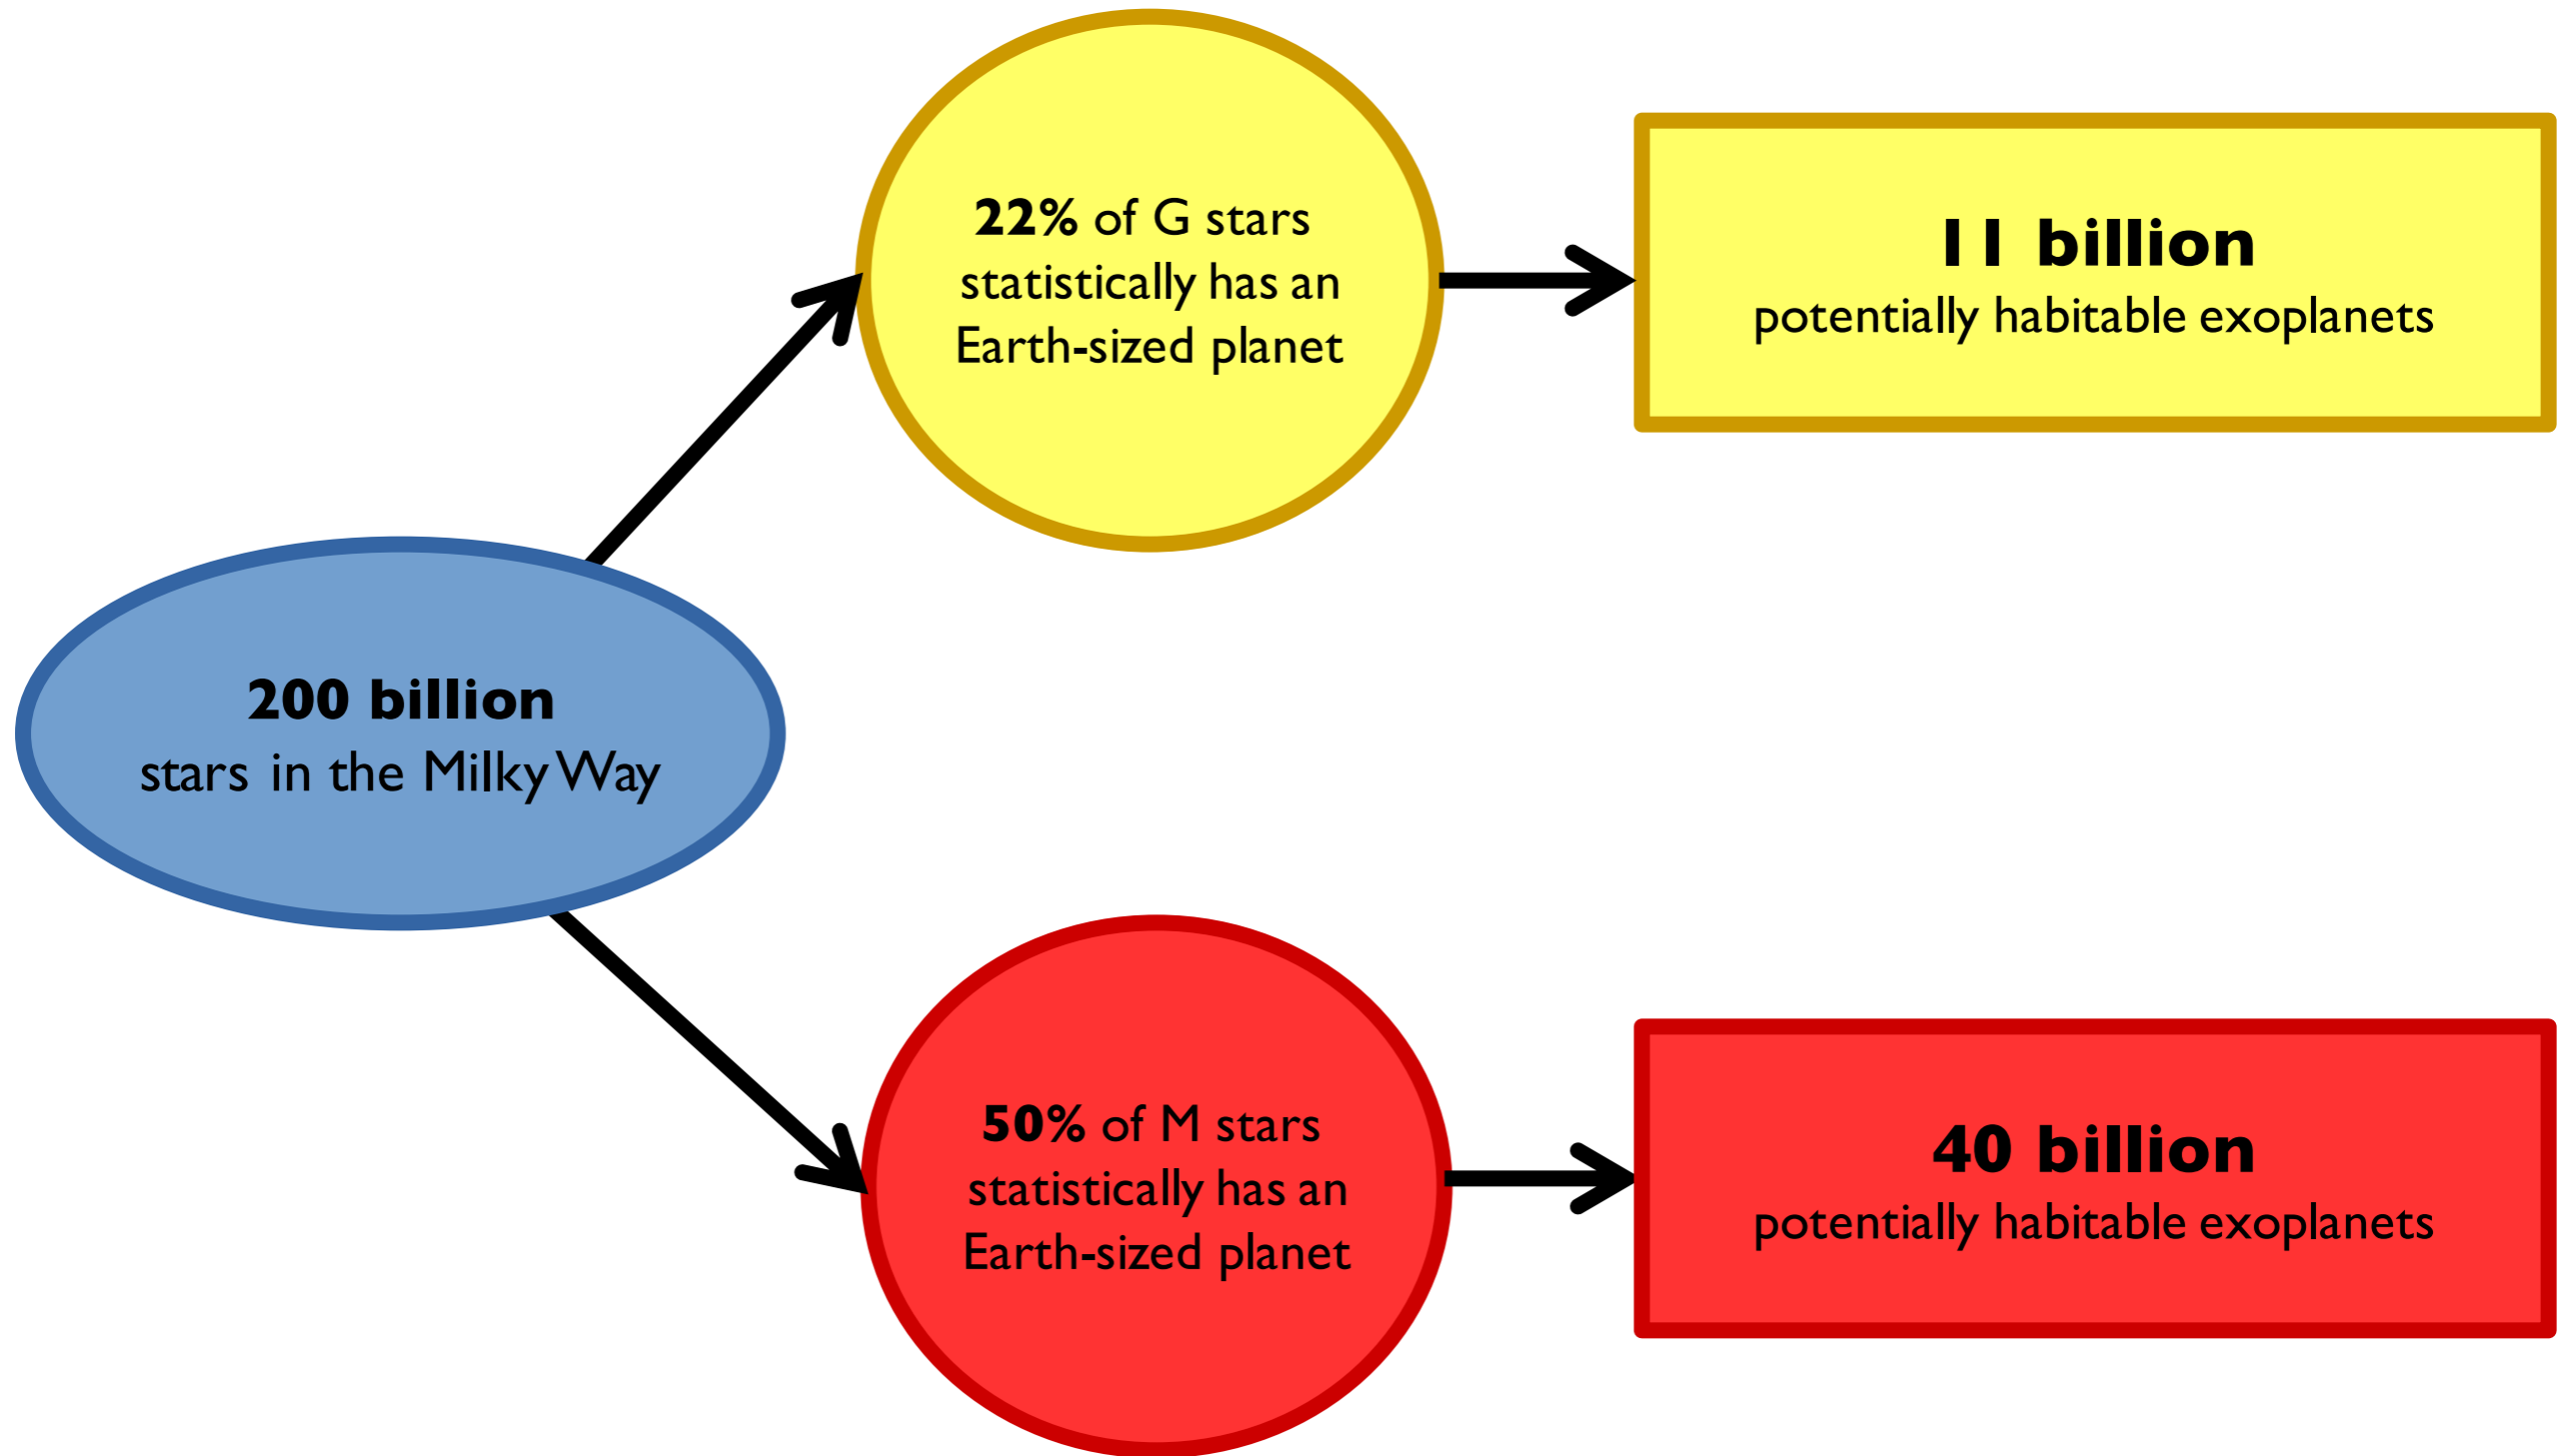 22% of G stars
statistically has an
Earth-sized planet
11 billion
potentially habitable exoplanets
200 billion
stars in the Milky Way
50% of M stars
statistically has an
Earth-sized planet
40 billion
potentially habitable exoplanets